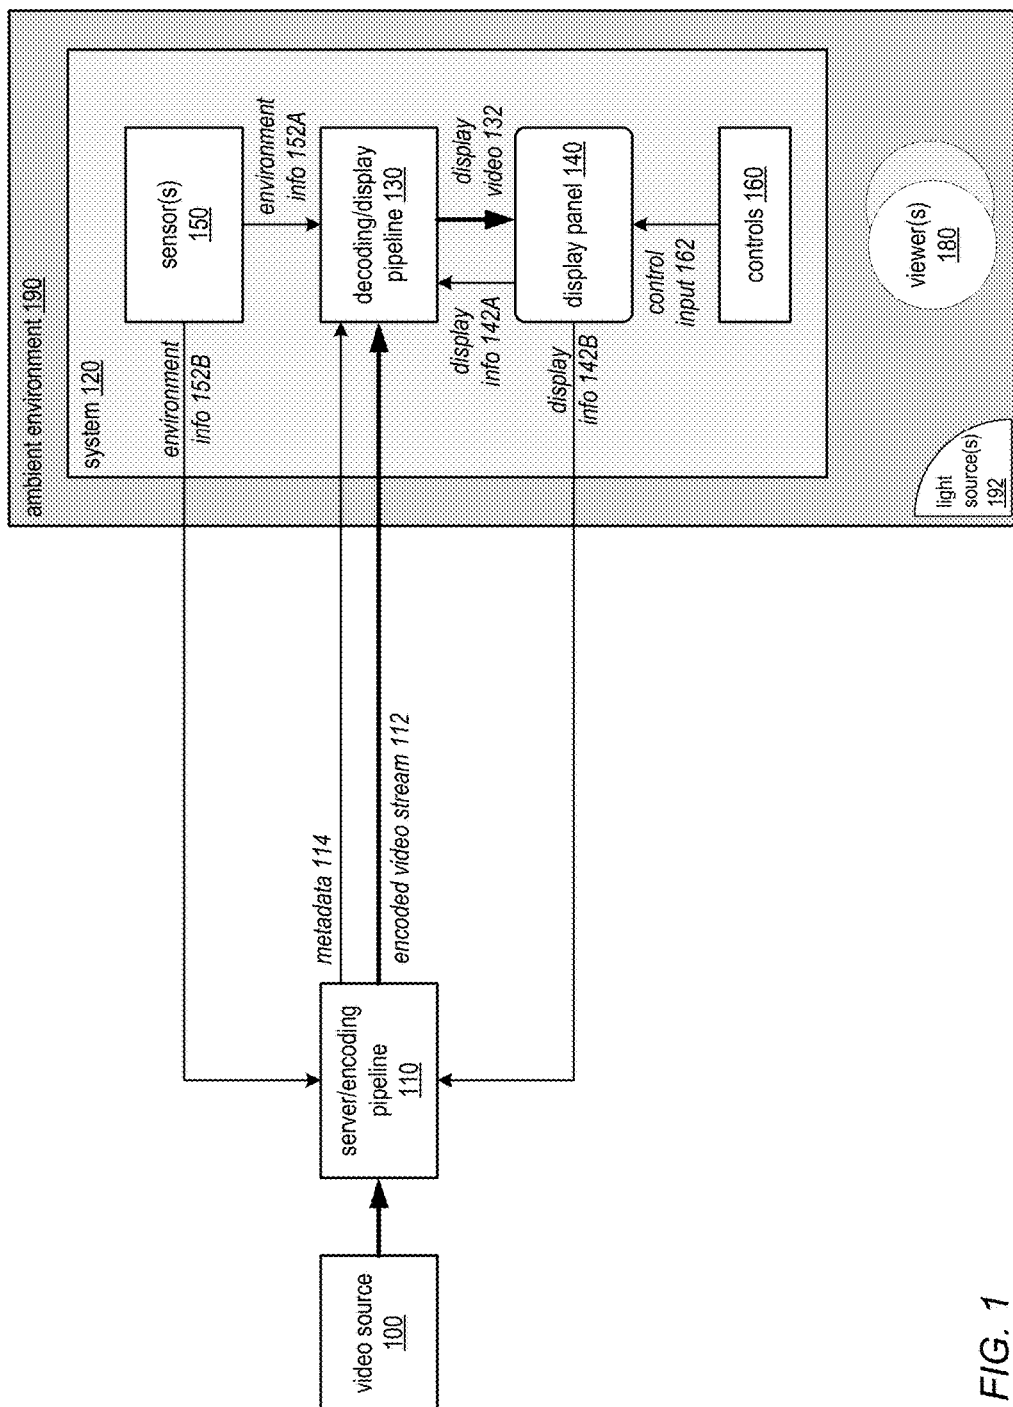 ambient environment 190
system 120
sensor(s)
150
environment
info 152B
environment
info 152A
decoding/display
pipeline 130
display
video 132
display
info 142A
display panel 140
display
info 142B
control
input 162
controls 160
viewer(s)
180
light
source(s)
192
metadata 114
encoded video stream 112
server/encoding
pipeline
110
video source
100
FIG. 1